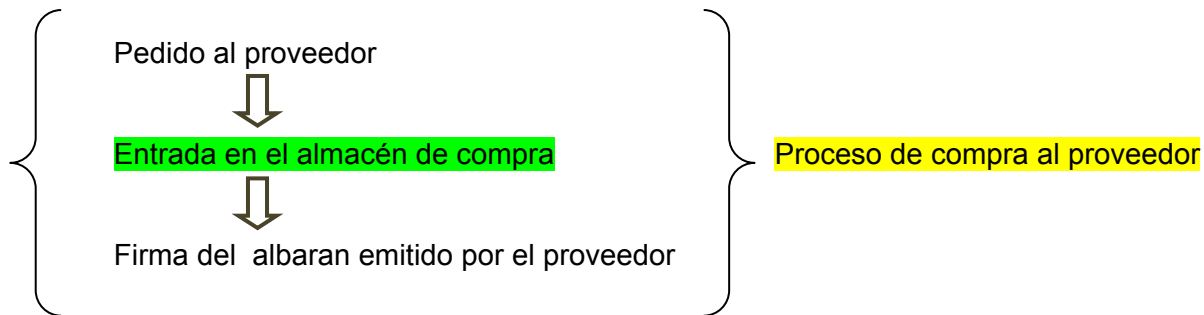 Pedido al proveedor
Entrada en el almacén de compra
Proceso de compra al proveedor
Firma del  albaran emitido por el proveedor